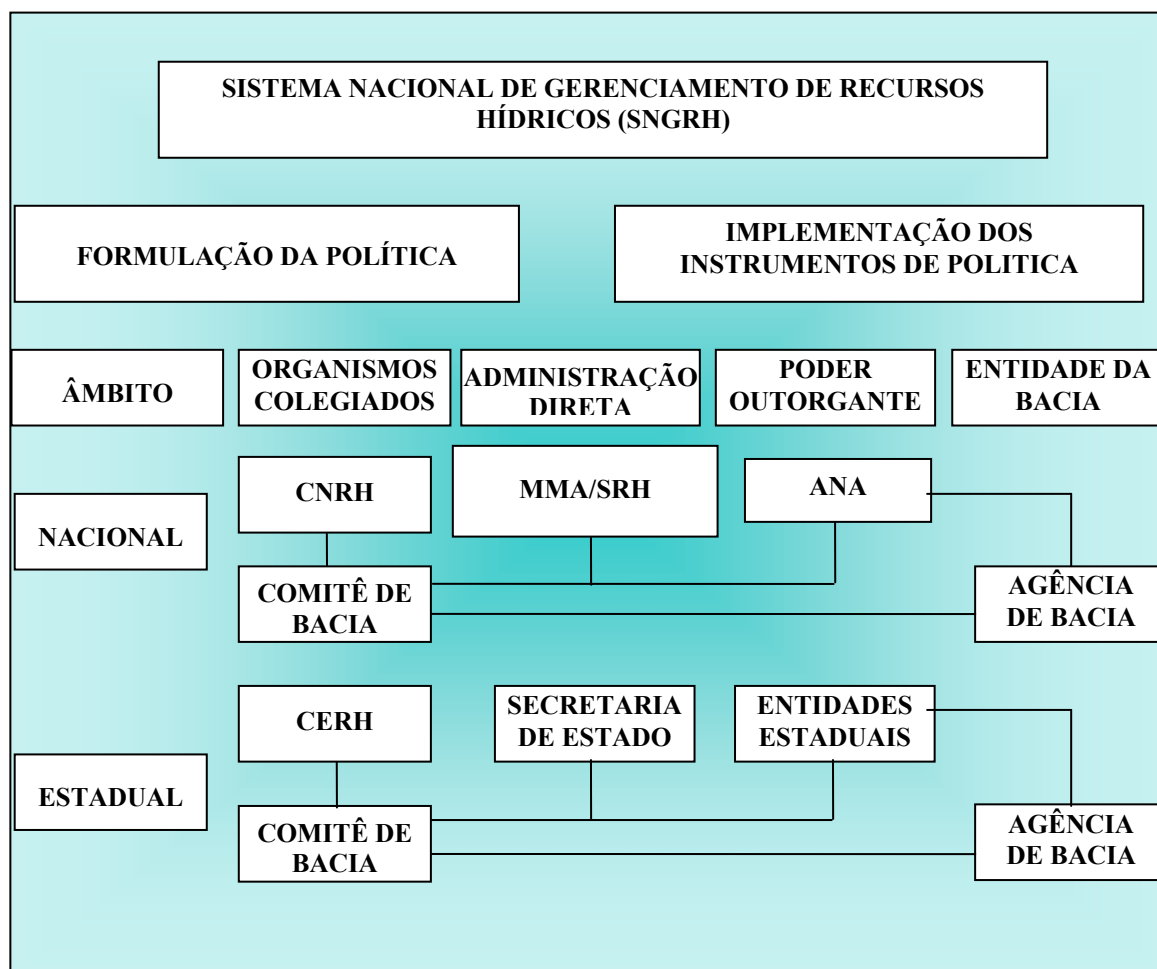 SISTEMA NACIONAL DE GERENCIAMENTO DE RECURSOS
HÍDRICOS (SNGRH)
FORMULAÇÃO DA POLÍTICA
IMPLEMENTAÇÃO DOS
INSTRUMENTOS DE POLITICA
ÂMBITO
ORGANISMOS
COLEGIADOS
ADMINISTRAÇÃO
DIRETA
PODER
OUTORGANTE
ENTIDADE DA
BACIA
NACIONAL
CNRH
MMA/SRH
ANA
COMITÊ DE
BACIA
AGÊNCIA
DE BACIA
ESTADUAL
CERH
SECRETARIA
DE ESTADO
ENTIDADES
ESTADUAIS
COMITÊ DE
BACIA
AGÊNCIA
DE BACIA